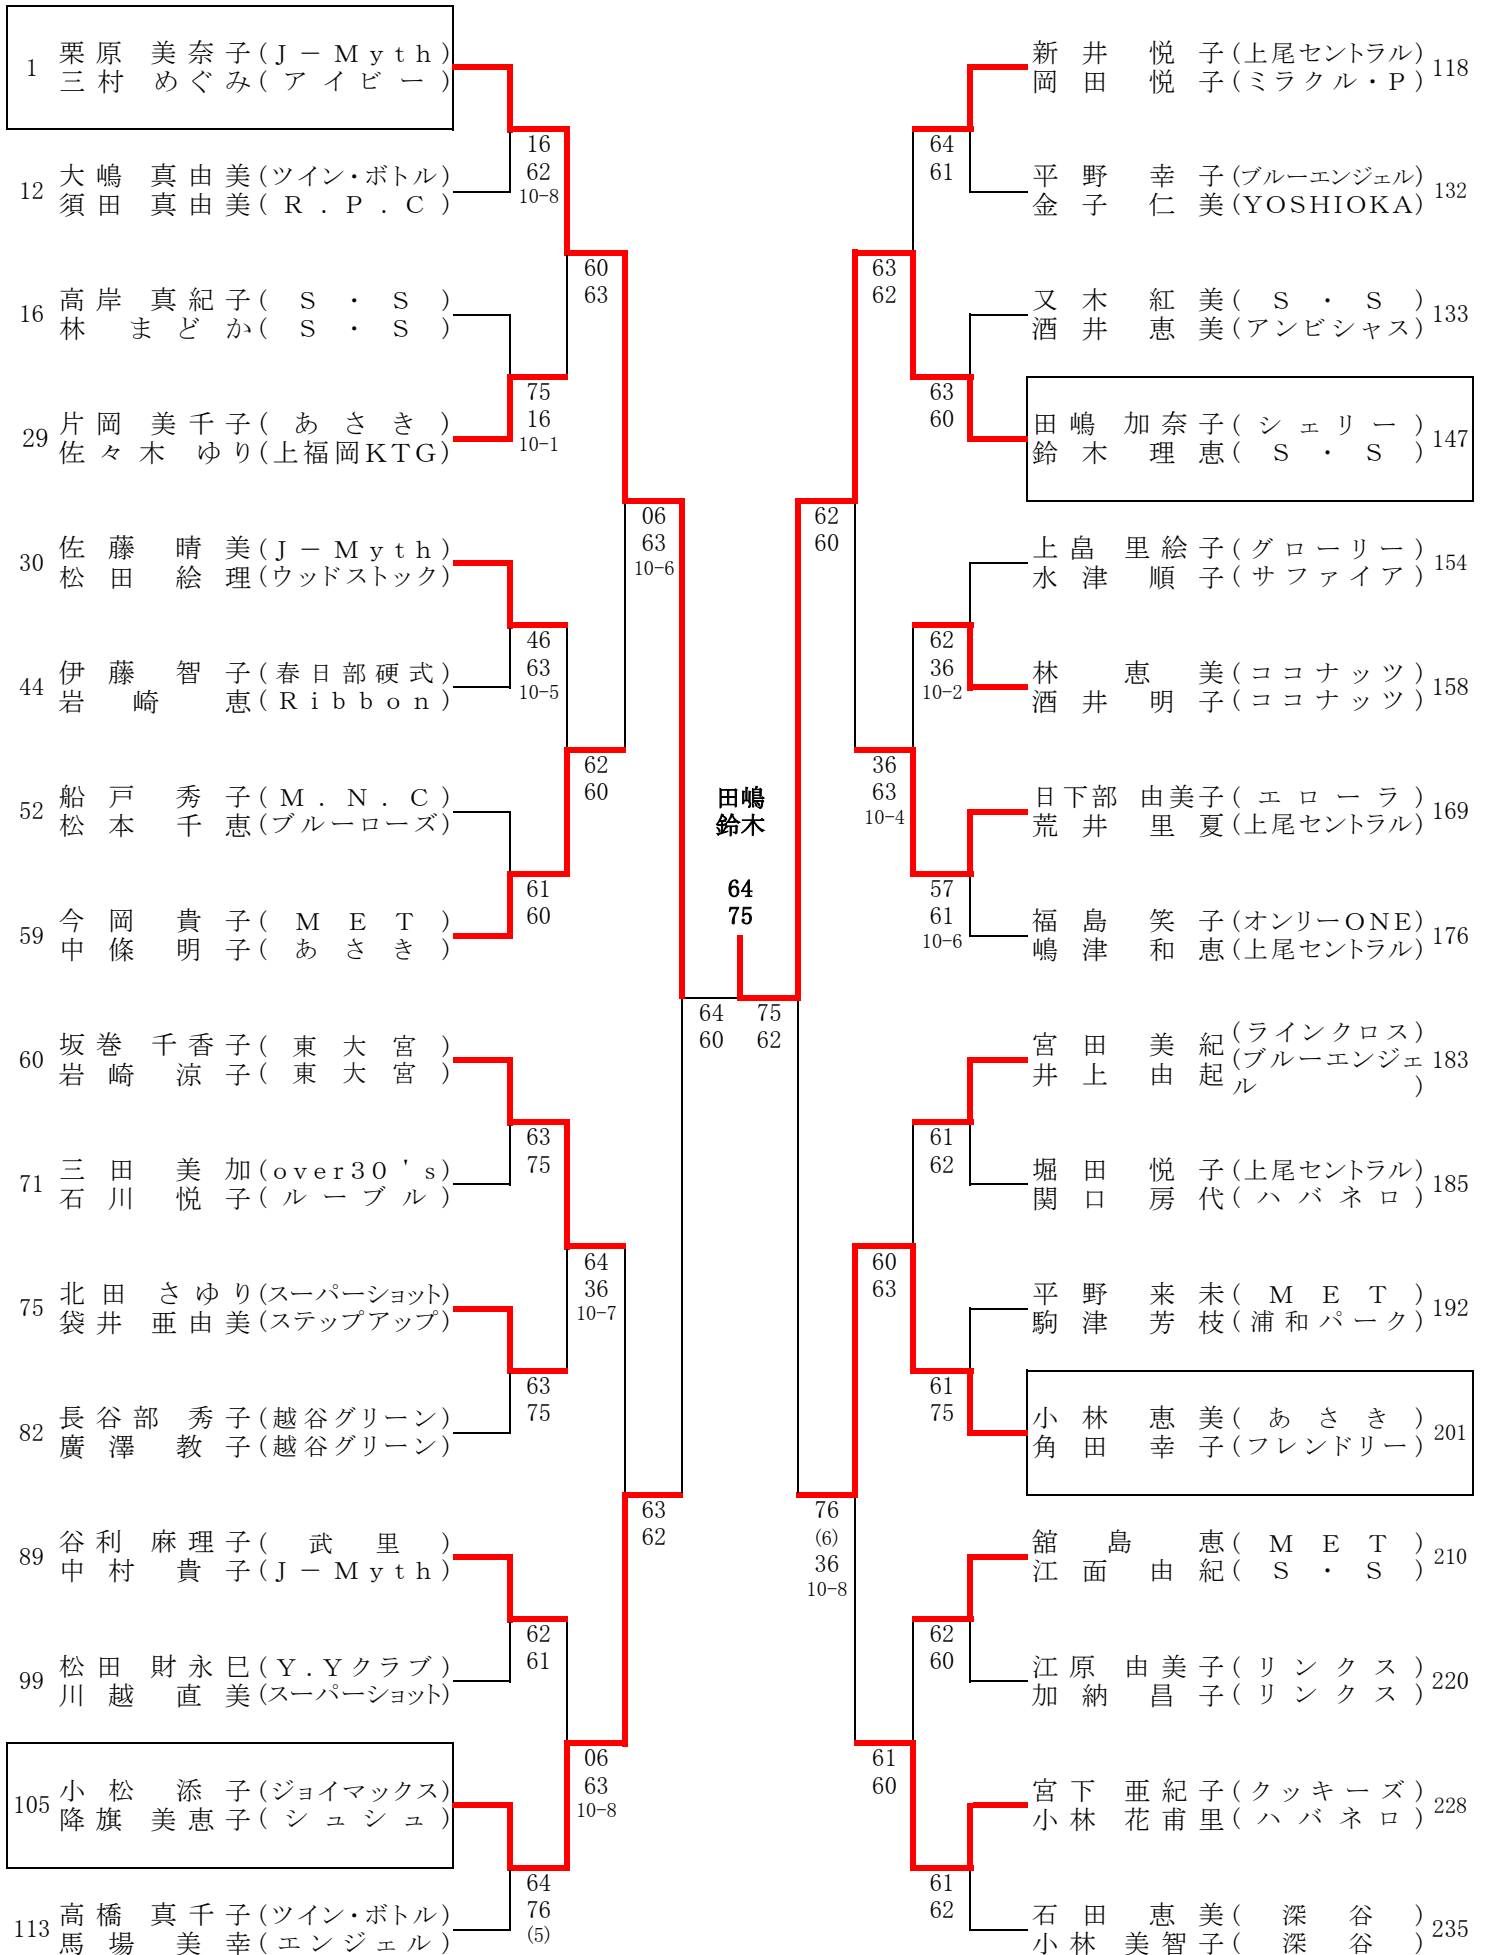 1 栗原 美奈子(J－Myth)
三村 めぐみ(アイビー)
16
62
10-8
12 大嶋 真由美(ツイン・ボトル)
須田 真由美(R.P.C)
60
63
16 高岸 真紀子(S・S)
林 まどか(S・S)
75
16
10-1
29 片岡 美千子(あさき)
佐々木 ゆり(上福岡KTG)
06
63
10-6
30 佐藤 晴美(J－Myth)
松田 絵理(ウッドストック)
46
63
10-5
44 伊藤 智子(春日部硬式)
岩崎 恵(Ribbon)
62
60
52 船戸 秀子(M.N.C)
松本 千恵(ブルーローズ)
61
60
59 今岡 貴子(MET)
中條 明子(あさき)
64
60
60 坂巻 千香子(東大宮)
岩崎 涼子(東大宮)
63
75
71 三田 美加(over30's)
石川 悦子(ルーブル)
64
36
10-7
75 北田 さゆり(スーパーショット)
袋井 亜由美(ステップアップ)
63
75
82 長谷部 秀子(越谷グリーン)
廣澤 教子(越谷グリーン)
63
62
89 谷利 麻理子(武里)
中村 貴子(J－Myth)
62
61
99 松田 財永巳(Y.Yクラブ)
川越 直美(スーパーショット)
06
63
10-8
105 小松 添子(ジョイマックス)
降旗 美恵子(シュシュ)
64
76
(5)
113 高橋 真千子(ツイン・ボトル)
馬場 美幸(エンジェル)
田嶋
鈴木
64
75
新井 悦子(上尾セントラル) 118
岡田 悦子(ミラクル・P)
64
61
平野 幸子(ブルーエンジェル) 132
金子 仁美(YOSHIOKA)
63
62
又木 紅美(S・S) 133
酒井 恵美(アンビシャス)
63
60
田嶋 加奈子(シェリー) 147
鈴木 理恵(S・S)
62
60
上畠 里絵子(グローリー) 154
水津 順子(サファイア)
62
36
10-2
林 恵美(ココナッツ) 158
酒井 明子(ココナッツ)
36
63
10-4
日下部 由美子(エローラ) 169
荒井 里夏(上尾セントラル)
57
61
10-6
福島 笑子(オンリーONE) 176
嶋津 和恵(上尾セントラル)
75
62
宮田 美紀(ラインクロス) 183
井上 由起(ブルーエンジェ
ル)
61
62
堀田 悦子(上尾セントラル) 185
関口 房代(ハバネロ)
60
63
平野 来未(MET) 192
駒津 芳枝(浦和パーク)
61
75
小林 恵美(あさき) 201
角田 幸子(フレンドリー)
76
(6)
36
10-8
舘島 恵(MET) 210
江面 由紀(S・S)
62
60
江原 由美子(リンクス) 220
加納 昌子(リンクス)
61
60
宮下 亜紀子(クッキーズ) 228
小林 花甫里(ハバネロ)
61
62
石田 恵美(深谷) 235
小林 美智子(深谷)